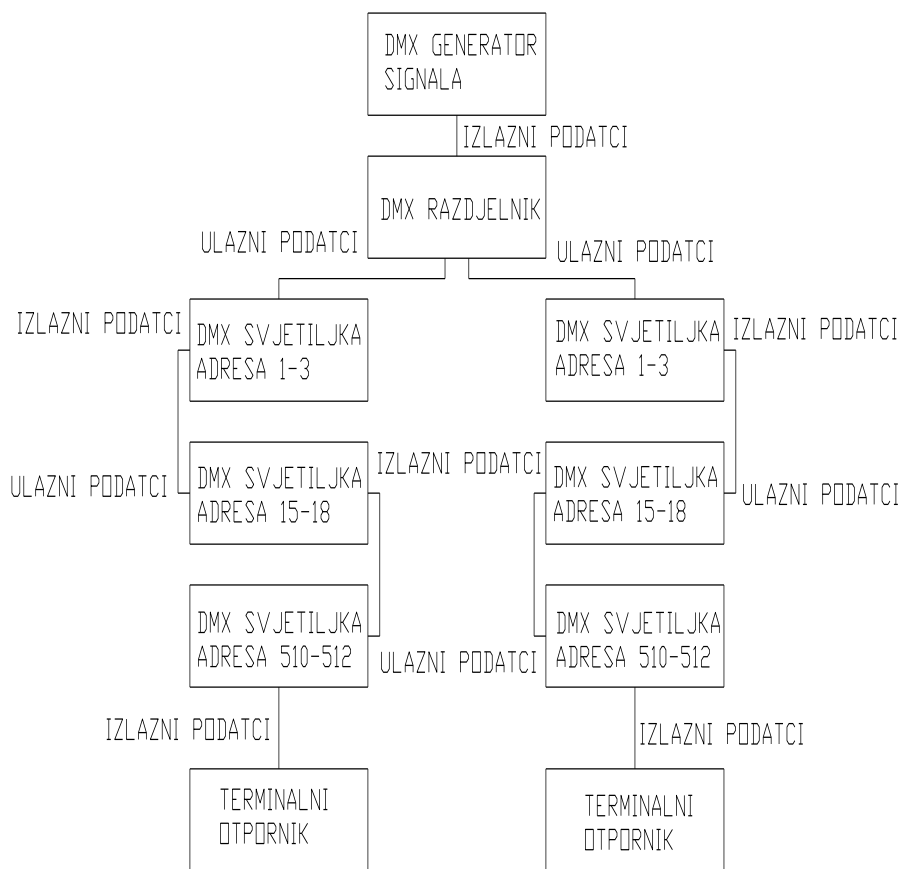 DMX GENERATOR
SIGNALA
IZLAZNI PODATCI
DMX RAZDJELNIK
ULAZNI PODATCI
ULAZNI PODATCI
IZLAZNI PODATCI
DMX SVJETILJKA
ADRESA 1-3
DMX SVJETILJKA
ADRESA 1-3
IZLAZNI PODATCI
ULAZNI PODATCI
DMX SVJETILJKA
ADRESA 15-18
IZLAZNI PODATCI
DMX SVJETILJKA
ADRESA 15-18
ULAZNI PODATCI
DMX SVJETILJKA
ADRESA 510-512
ULAZNI PODATCI
DMX SVJETILJKA
ADRESA 510-512
IZLAZNI PODATCI
IZLAZNI PODATCI
TERMINALNI
OTPORNIK
TERMINALNI
OTPORNIK